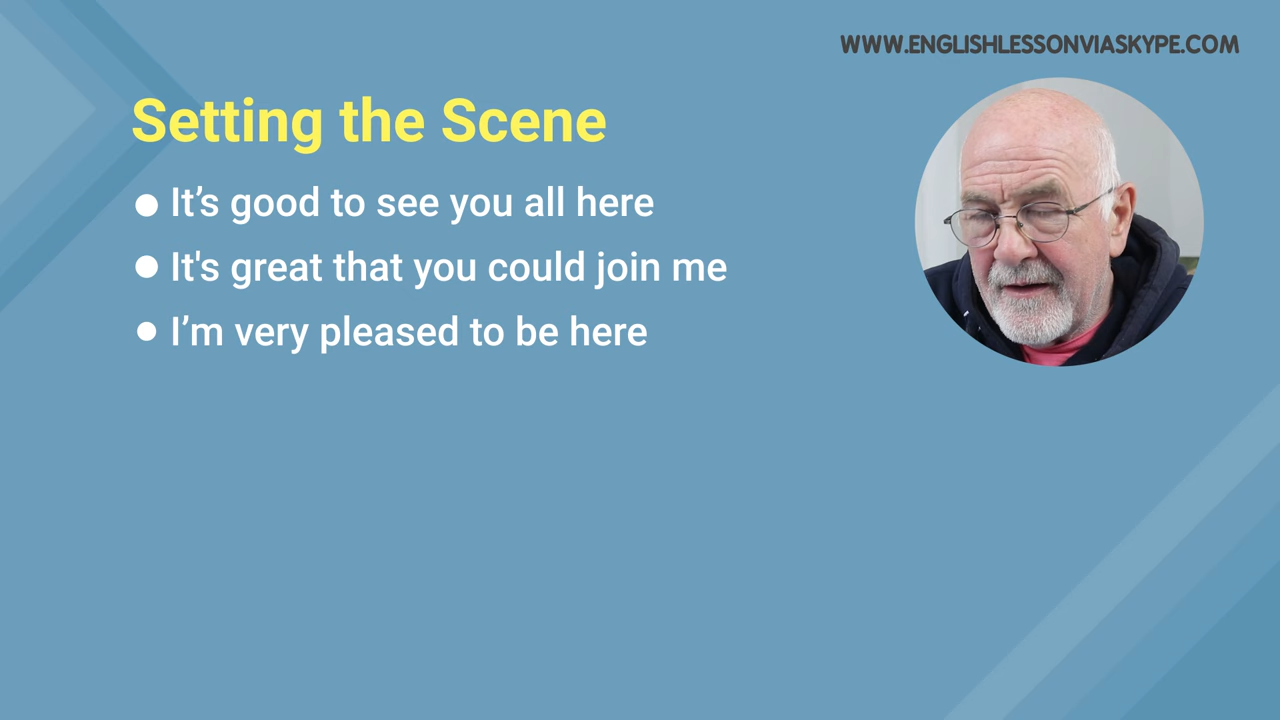 WWW.ENGLISHLESSONVIASKYPE.COM
Setting the Scene
It’s good to see you all here
It's great that you could join me
I’m very pleased to be here